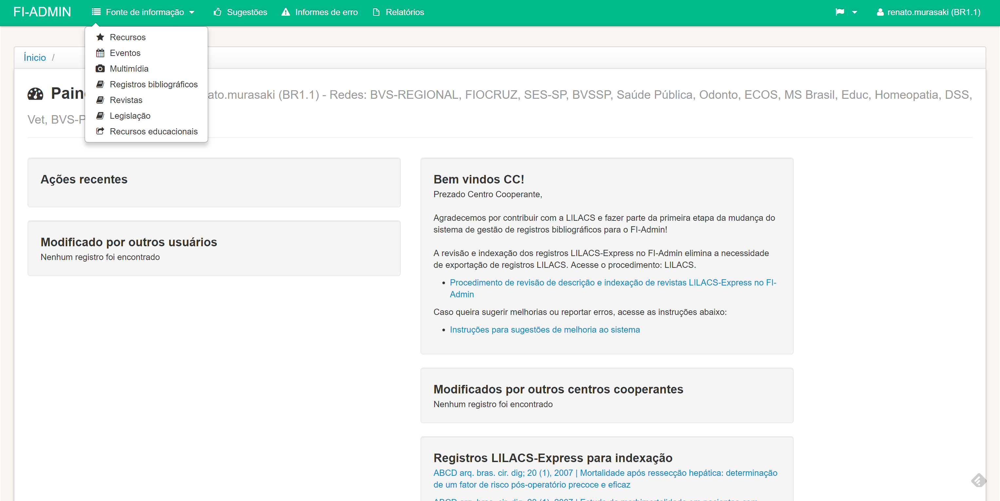 FI-ADMIN
Fonte de informação
Sugestões
Informes de erro
Relatórios
renato.murasaki (BR1.1)
Recursos
Eventos
Multimídia
Registros bibliográficos
Revistas
Legislação
Recursos educacionais
Ínicio /
(BR1.1) - Redes: BVS-REGIONAL, FIOCRUZ, SES-SP, BVSSP, Saúde Pública, Odonto, ECOS, MS Brasil, Educ, Homeopatia, DSS,
Vet,
Ações recentes
Modificado por outros usuários
Nenhum registro foi encontrado
Bem vindos CC!
Prezado Centro Cooperante,
Agradecemos por contribuir com a LILACS e fazer parte da primeira etapa da mudança do
sistema de gestão de registros bibliográficos para o FI-Admin!
A revisão e indexação dos registros LILACS-Express no FI-Admin elimina a necessidade
de exportação de registros LILACS. Acesse o procedimento: LILACS.
Procedimento de revisão de descrição e indexação de revistas LILACS-Express no FI-
Admin
Caso queira sugerir melhorias ou reportar erros, acesse as instruções abaixo:
Instruções para sugestões de melhoria ao sistema
Modificados por outros centros cooperantes
Nenhum registro foi encontrado
Registros LILACS-Express para indexação
ABCD arq. bras. cir. dig; 20 (1), 2007 | Mortalidade após ressecção hepática: determinação
de um fator de risco pós-operatório precoce e eficaz